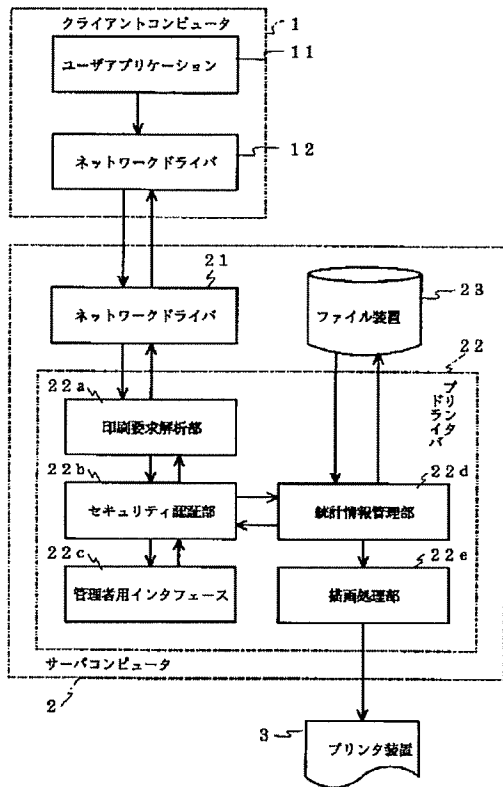 クライアントコンピュータ
1
ユーザアプリケーション
11
ネットワークドライバ
12
21
ネットワークドライバ
ファイル装置
23
22
プリンタドライバ
22a
印刷要求解析部
22b
セキュリティ認証部
22d
統計情報管理部
22c
管理者用インタフェース
22e
描画処理部
サーバコンピュータ
2
3
プリンタ装置